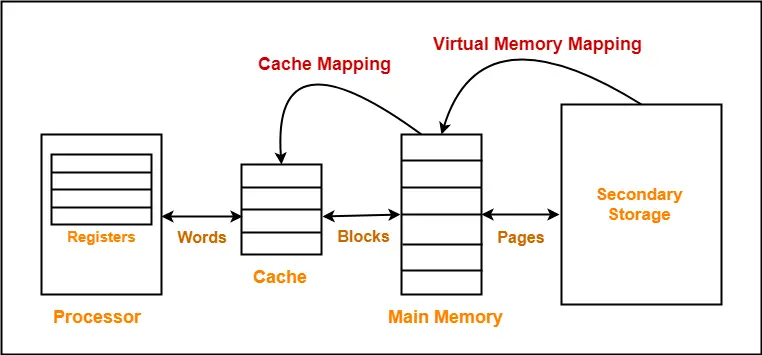 Virtual Memory Mapping
Cache Mapping
Secondary
Storage
Registers
Words
Blocks
Pages
Cache
Processor
Main Memory